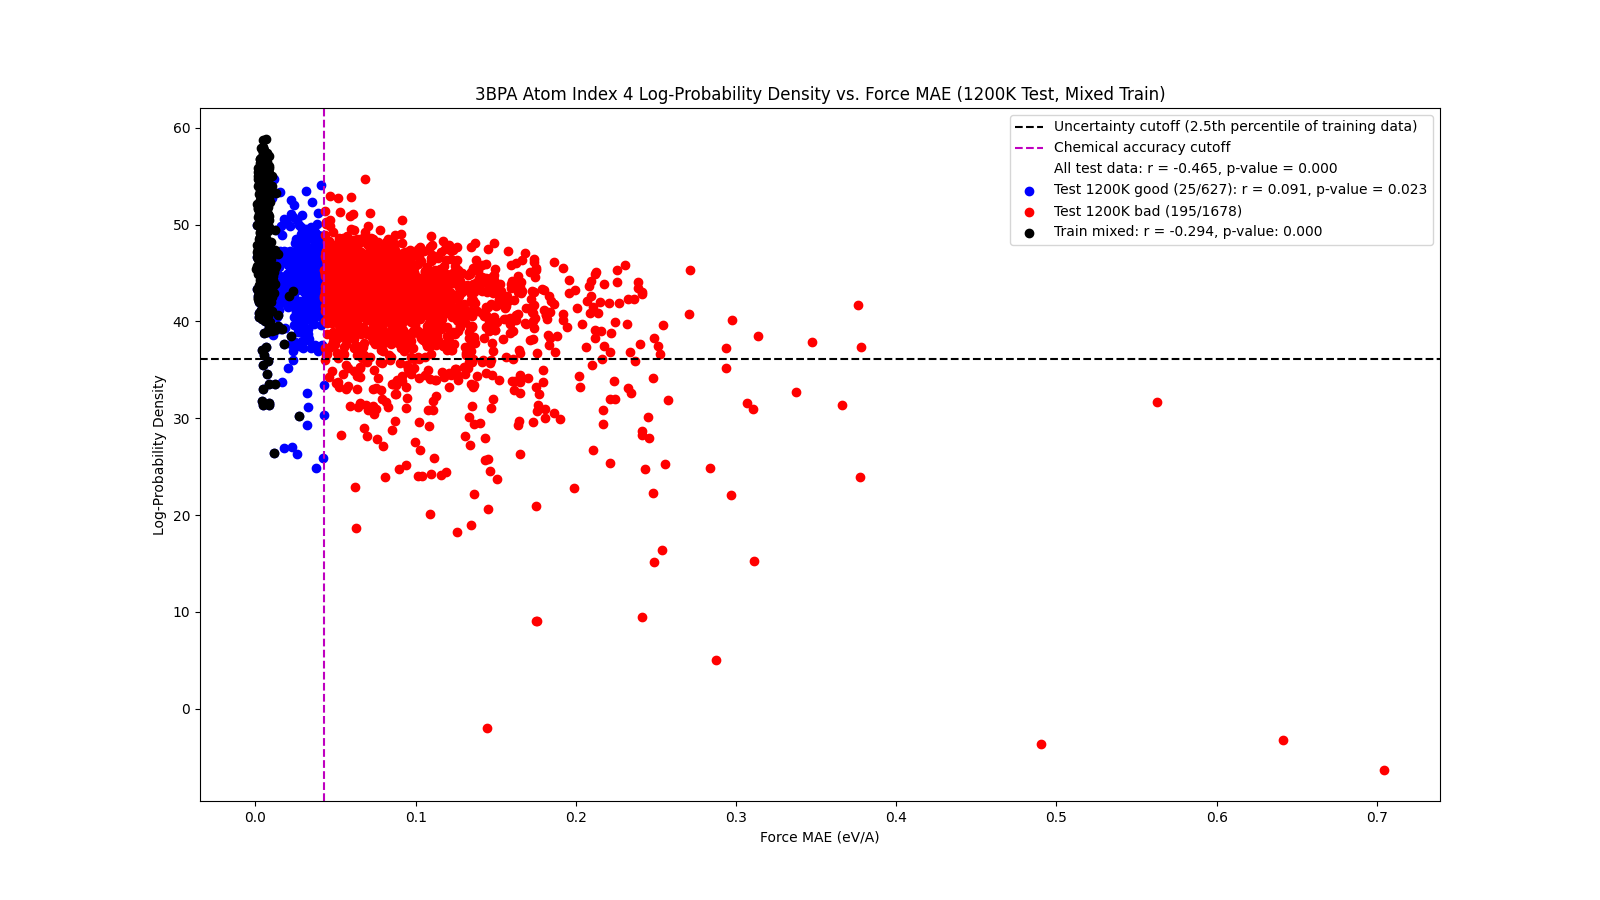 3BPA Atom Index 4 Log-Probability Density vs. Force MAE (1200K Test, Mixed Train)
Uncertainty cutoff (2.5th percentile of training data)
Chemical accuracy cutoff
All test data: r = -0.465, p-value = 0.000
Test 1200K good (25/627): r = 0.091, p-value = 0.023
Test 1200K bad (195/1678)
Train mixed: r = -0.294, p-value: 0.000
Log-Probability Density
60
50
40
30
20
10
0
0.0
0.1
0.2
0.3
0.4
0.5
0.6
0.7
Force MAE (eV/A)